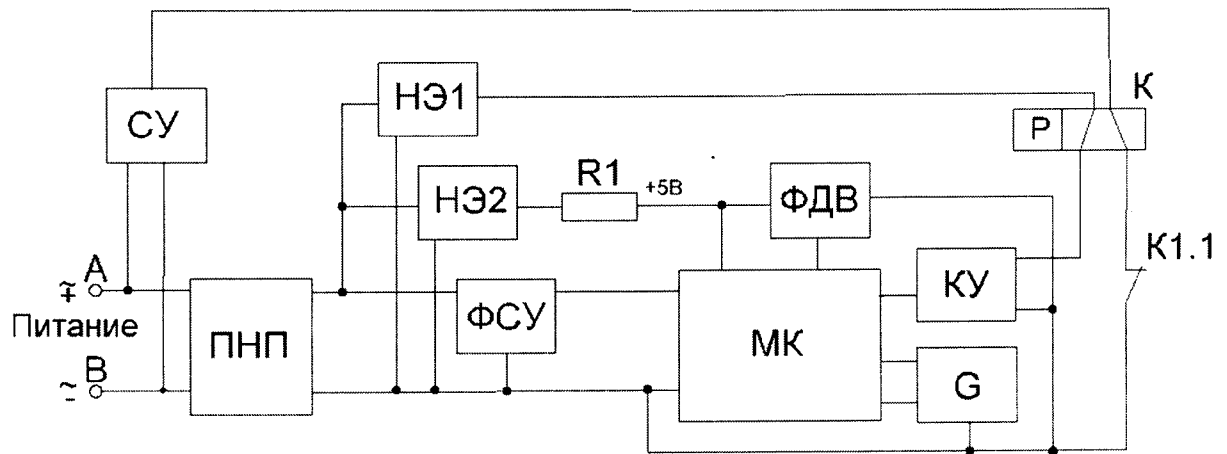 К
СУ
НЭ1
Р
НЭ2
R1
+5В
ФДВ
К1.1
А
≂
+
Питание
ПНП
ФСУ
МК
КУ
В
~
-
G